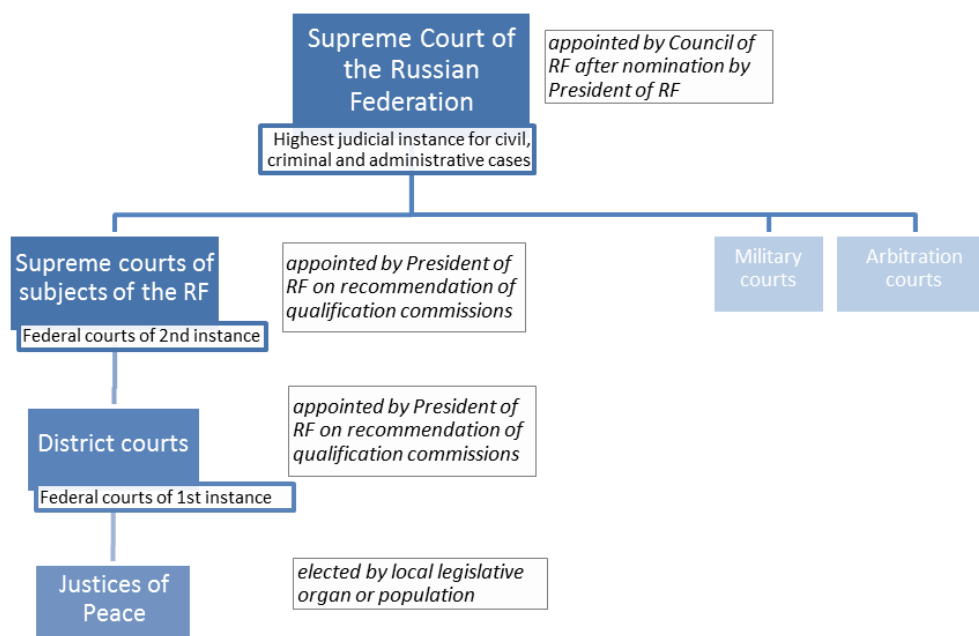 Supreme Court of
the Russian
Federation
Highest judicial instance for civil,
criminal and administrative cases
appointed by Council of
RF after nomination by
President of RF
Supreme courts of
subjects of the RF
Federal courts of 2nd instance
appointed by President of
RF on recommendation of
qualification commissions
Military
courts
Arbitration
courts
District courts
Federal courts of 1st instance
appointed by President of
RF on recommendation of
qualification commissions
Justices of
Peace
elected by local legislative
organ or population